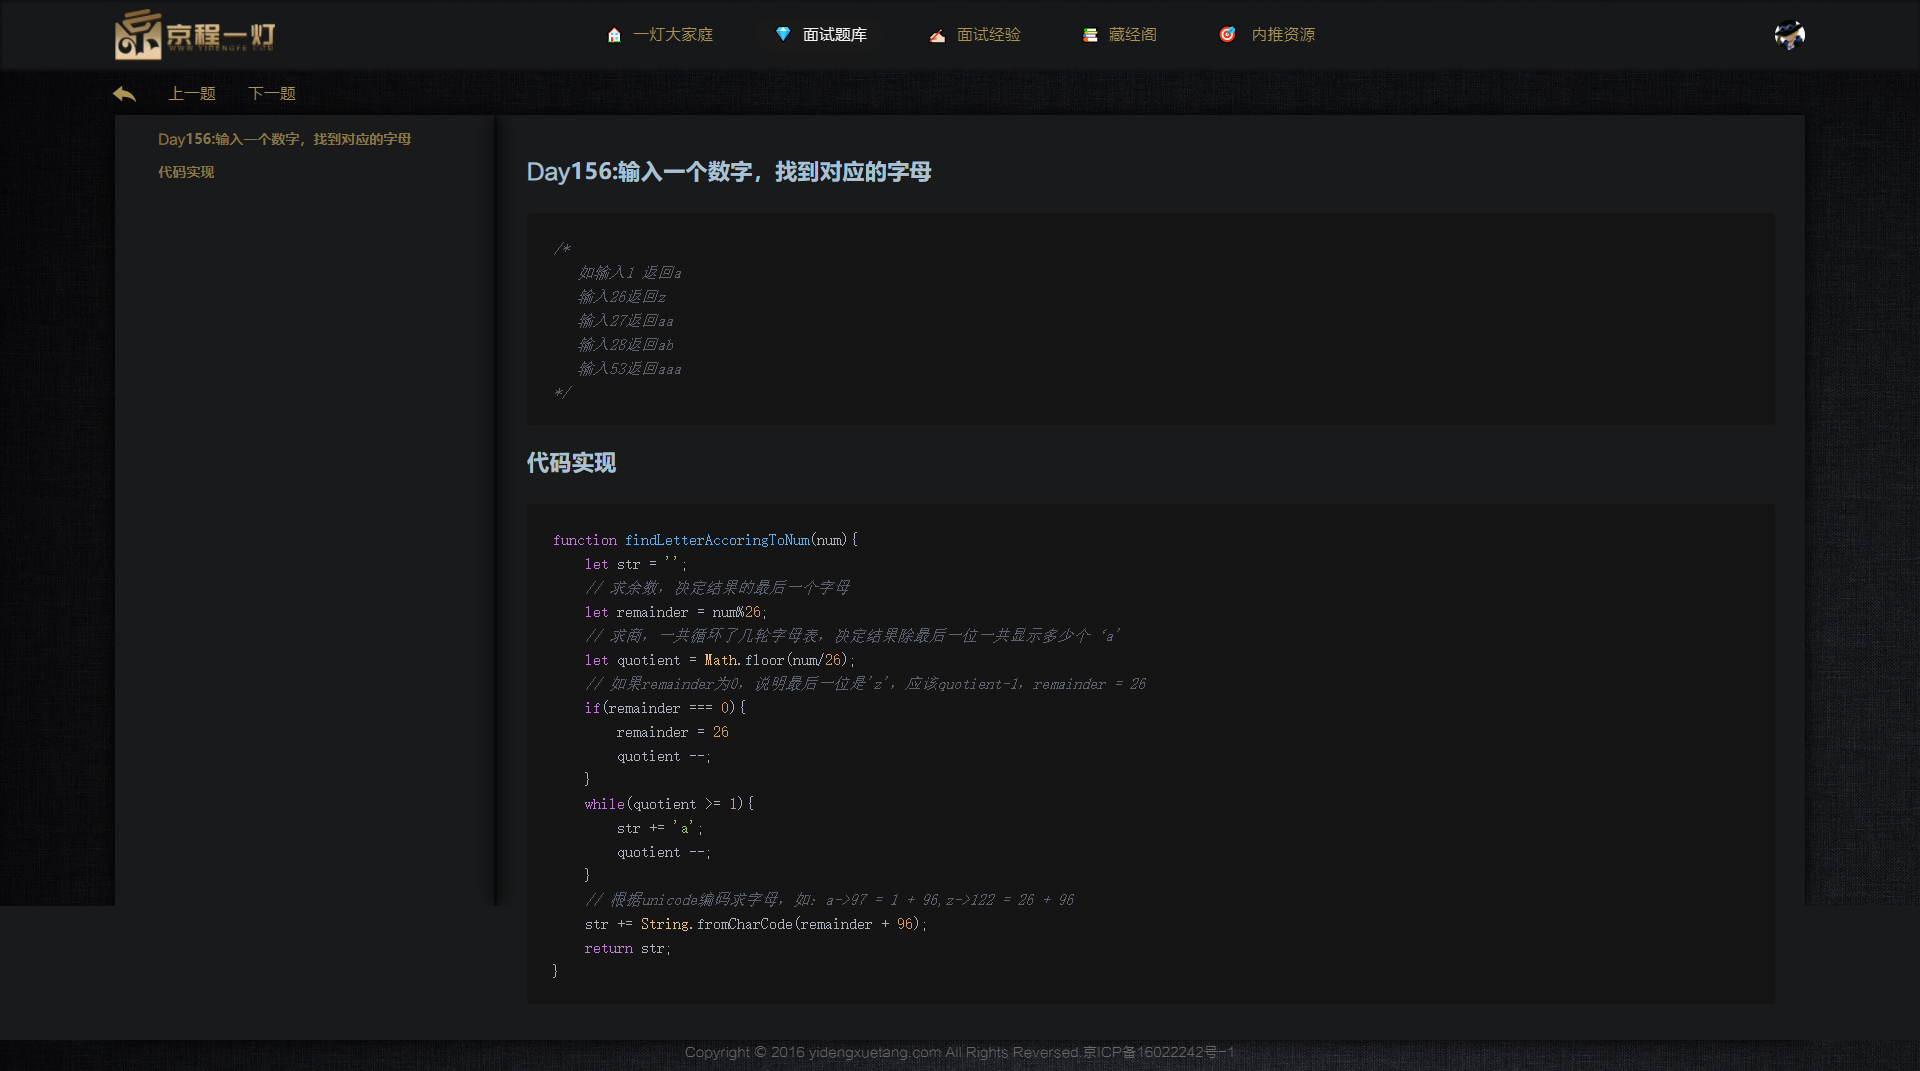 京程一灯
WWW.YIDENGFE.COM
一灯大家庭
面试题库
面试经验
藏经阁
内推资源
上一题
下一题
Day156:输入一个数字，找到对应的字母
代码实现
Day156:输入一个数字，找到对应的字母
/*
如输入1 返回a
输入26返回z
输入27返回aa
输入28返回ab
输入53返回aaa
*/
代码实现
function findLetterAccoringToNum(num){
let str = '';
// 求余数，决定结果的最后一个字母
let remainder = num%26;
// 求商，一共循环了几轮字母表，决定结果除最后一位一共显示多少个 ‘a’
let quotient = Math.floor(num/26);
// 如果remainder为0，说明最后一位是'z'，应该quotient-1，remainder = 26
if(remainder === 0){
remainder = 26
quotient --;
}
while(quotient >= 1){
str += 'a';
quotient --;
}
// 根据unicode编码求字母，如：a->97 = 1 + 96,z->122 = 26 + 96
str += String.fromCharCode(remainder + 96);
return str;
}
Copyright © 2016 yidengxuetang.com All Rights Reversed.京ICP备16022242号-1